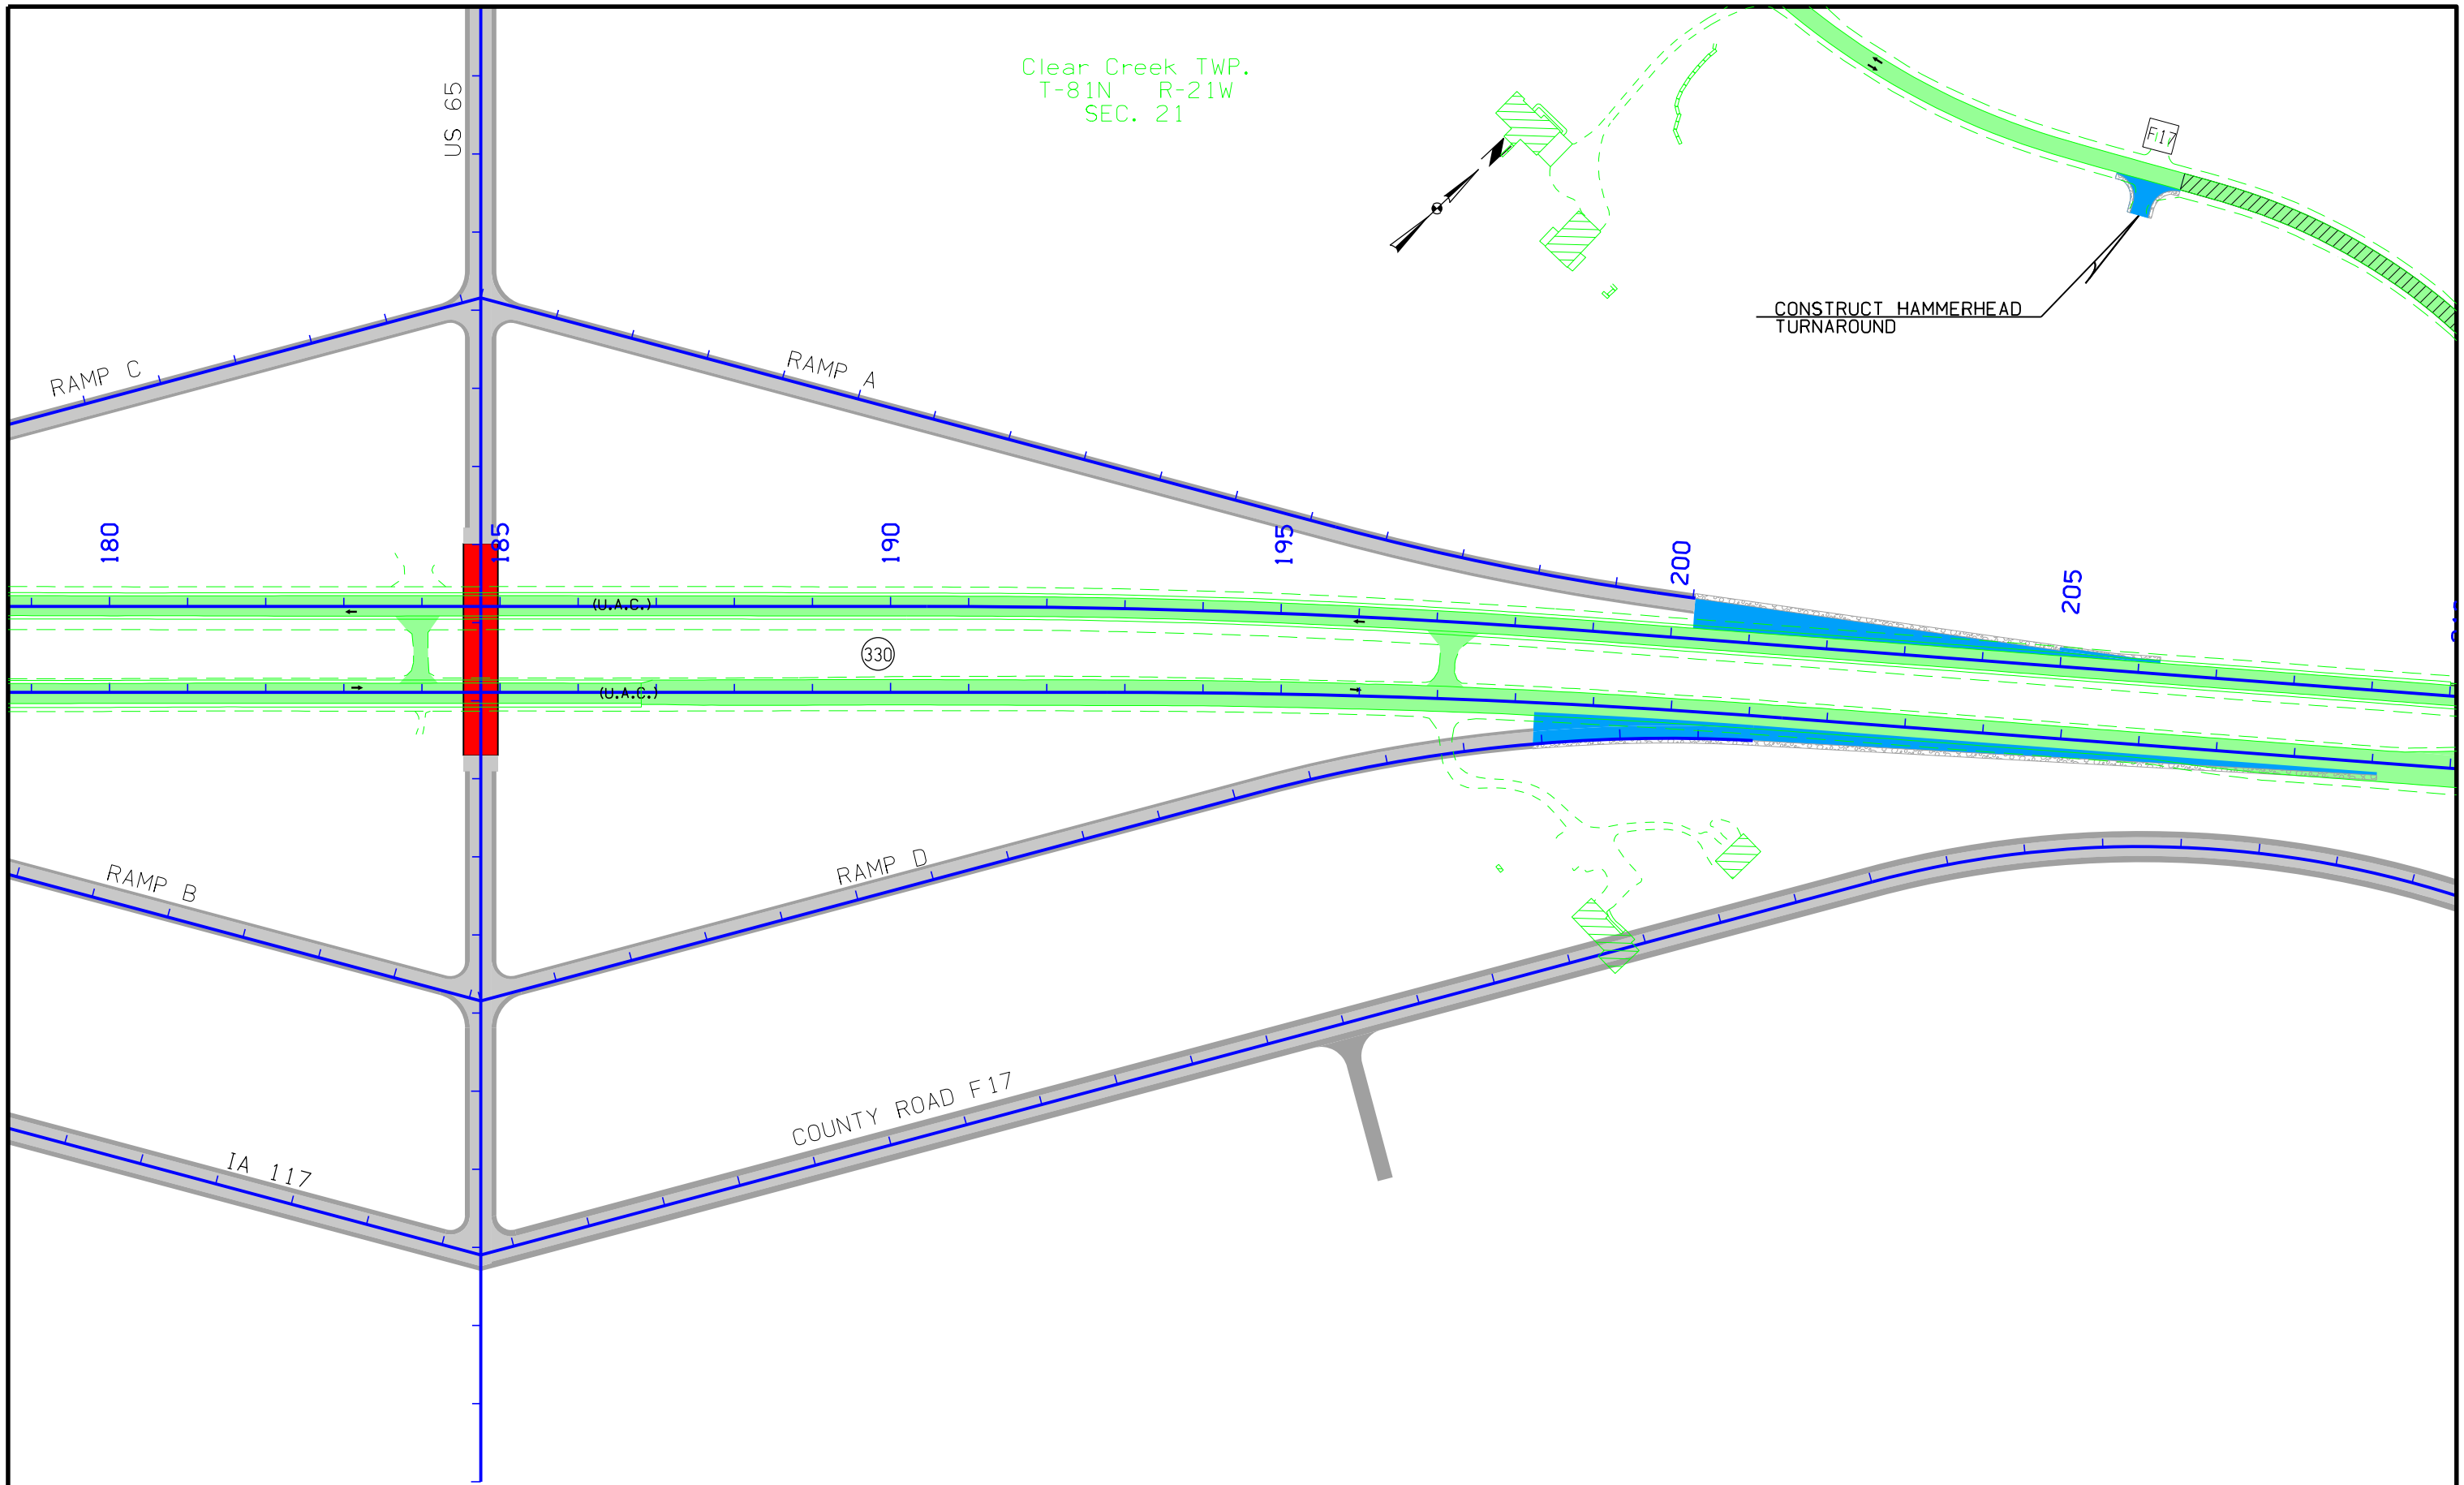 US 65
Clear Creek TWP.
T-81N R-21W
SEC. 21
F17
CONSTRUCT HAMMERHEAD
TURNAROUND
RAMP C
RAMP A
180
185
190
195
200
205
(U.A.C.)
330
(U.A.C.)
RAMP B
RAMP D
COUNTY ROAD F17
IA 117